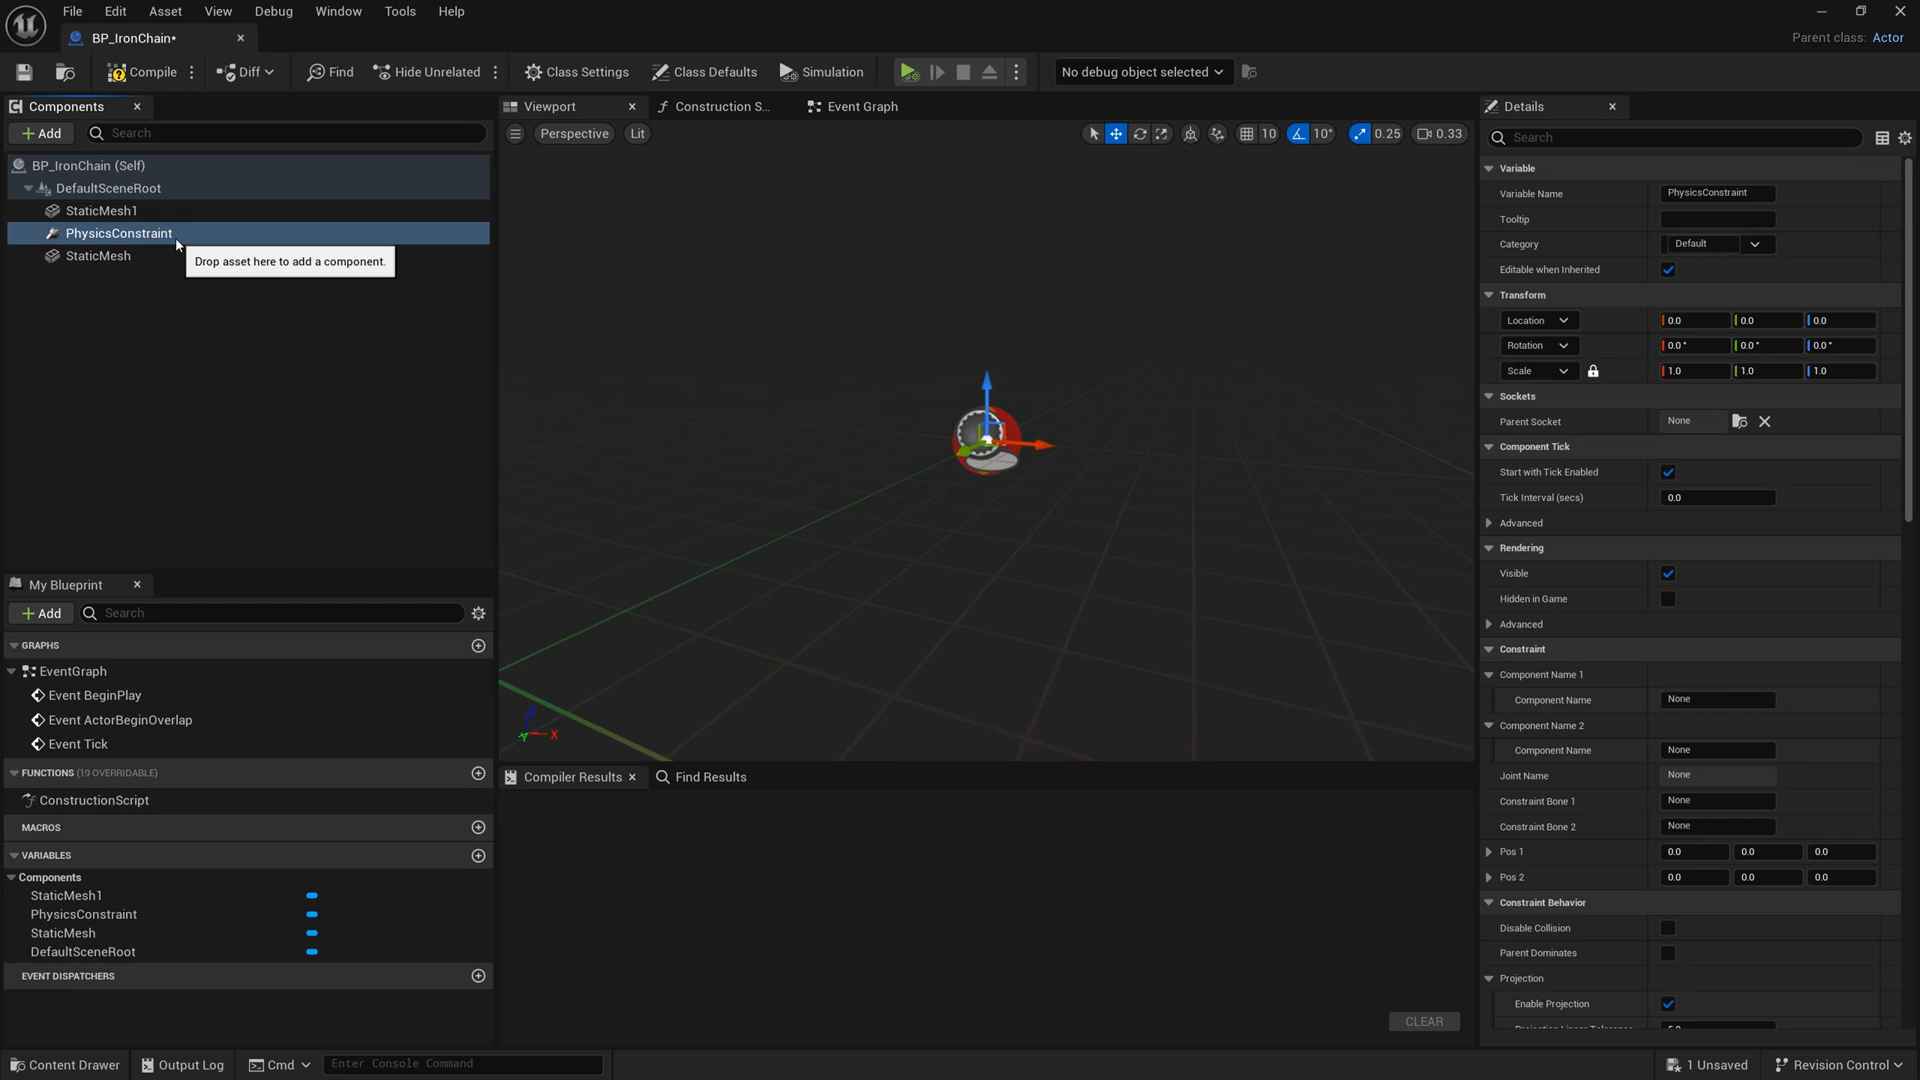 File Edit Asset View Debug Window Tools Help
BP_IronChain*
Parent class: Actor
Compile Diff Find Hide Unrelated Class Settings Class Defaults Simulation No debug object selected
Components
Add Search
BP_IronChain (Self)
DefaultSceneRoot
StaticMesh1
PhysicsConstraint
StaticMesh
Drop asset here to add a component.
My Blueprint
Add Search
GRAPHS
EventGraph
Event BeginPlay
Event ActorBeginOverlap
Event Tick
FUNCTIONS (19 OVERRIDABLE)
ConstructionScript
MACROS
VARIABLES
Components
StaticMesh1
PhysicsConstraint
StaticMesh
DefaultSceneRoot
EVENT DISPATCHERS
Viewport Construction S... Event Graph
Perspective Lit 10 10° 0.25 0.33
Z
X
Y
Compiler Results Find Results
CLEAR
Details
Search
Variable
Variable Name PhysicsConstraint
Tooltip
Category Default
Editable when Inherited
Transform
Location 0.0 0.0 0.0
Rotation 0.0° 0.0° 0.0°
Scale 1.0 1.0 1.0
Sockets
Parent Socket None
Component Tick
Start with Tick Enabled
Tick Interval (secs) 0.0
Advanced
Rendering
Visible
Hidden in Game
Advanced
Constraint
Component Name 1
Component Name None
Component Name 2
Component Name None
Joint Name None
Constraint Bone 1 None
Constraint Bone 2 None
Pos 1 0.0 0.0 0.0
Pos 2 0.0 0.0 0.0
Constraint Behavior
Disable Collision
Parent Dominates
Projection
Enable Projection
Content Drawer Output Log Cmd Enter Console Command 1 Unsaved Revision Control